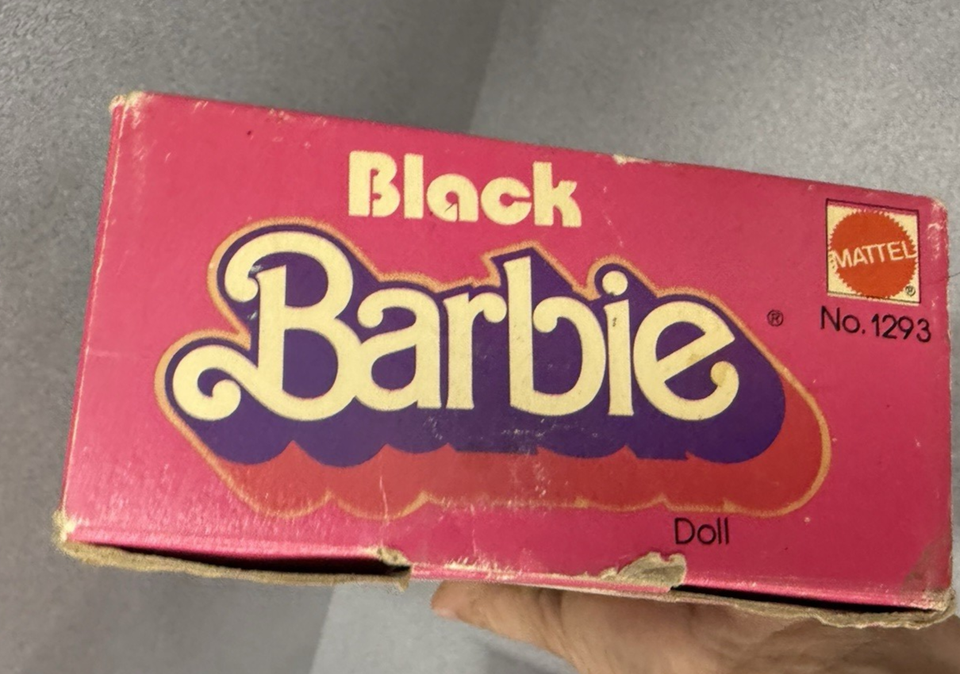 Black
Barbie®
MATTEL®
No. 1293
Doll